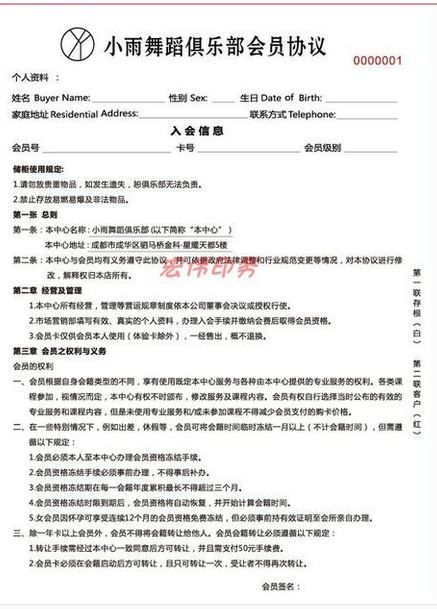 小雨舞蹈俱乐部会员协议
0000001
个人资料 ：
姓名 Buyer Name: 性别 Sex: 生日 Date of Birth:
家庭地址 Residential Address: 联系方式 Telephone:
入会信息
会员号 卡号 会员级别
储柜使用规定:
1.请勿放贵重物品，如发生遗失，恕俱乐部无法负责。
2.禁止存放易燃易爆及非法物品。
第一张 总则
第一条：本中心名称：小雨舞蹈俱乐部(以下简称“本中心”)
本中心地址：成都市成华区驷马桥金科·星耀天都5楼
第二条：本中心与会员均有义务遵守此协议，并可依据政府法律调整和行业规范变更等情况，对本协议进行修
改，解释权归本店所有。
宏伟印务
第二章 经营及管理
1.本中心所有经营，管理等营运规章制度依本公司董事会决议或授权行使。
2.市场营销部填写有效、真实的个人资料，办理入会手续并缴纳会费后取得会员资格。
3.会员卡仅供会员本人使用（体验卡除外），一经售出，概不退换。
第三章 会员之权利与义务
会员的权利
一、会员根据自身会籍类型的不同，享有使用既定本中心服务与各种由本中心提供的专业服务的权利。各类课
程参加，视情况而定，本中心有权不时颁布，修改服务及课程内容。会员有权自行选择当时公布的有效的
专业服务和课程内容，但是未使用专业服务和/或未参加课程不得减少会员支付的购卡价格。
二、在一些特别情况下，例如出差，休假等，会员可将会籍时临时冻结一月以上（不计会籍时间），但需遵
循以下规定：
1.会员必须本人至本中心办理会员资格冻结手续。
2.会员资格冻结手续必须事前办理，不得事后补办。
3.会员资格冻结期在每一会籍年度累积最长不得超过三个月。
4.会员资格冻结时限到期后，会员资格将自动恢复，并开始计算会籍时间。
5.女会员因怀孕可享受连续12个月的会员资格免费冻结，但必须事前持有效证明至会所亲自办理。
三、除一年卡以上会员外，会员不得将会籍转让给他人。会员会籍转让必须遵循以下规定：
1.转让手续需经过本中心一致同意后方可转让，并且需支付50元手续费。
2.会员卡必须在会籍启动后方可转让，且只可转让一次，受让者不得再次转让。
会员签名：
第一联存根（白） 第二联客户（红）